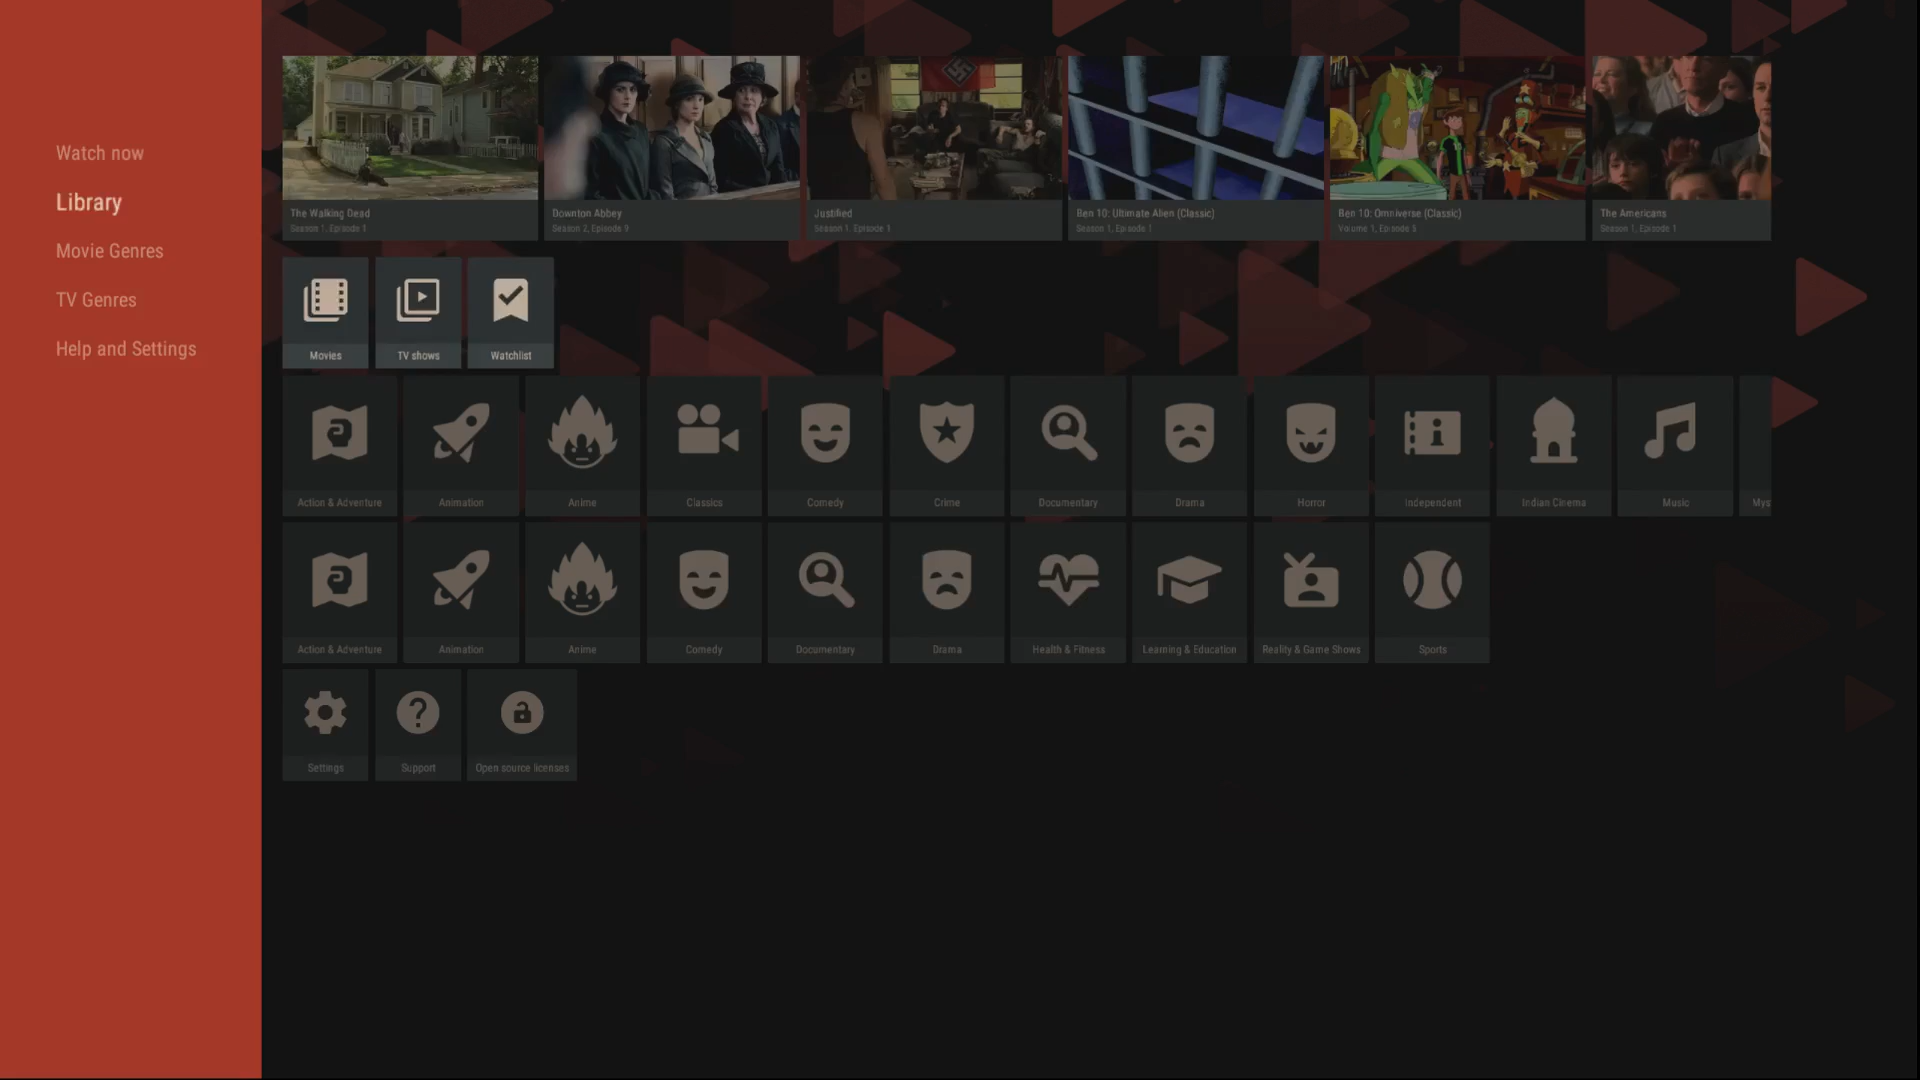 Watch now
Library
Movie Genres
TV Genres
Help and Settings
The Walking Dead
Season 1, Episode 1
Downton Abbey
Season 2, Episode 9
Justified
Season 1, Episode 1
Ben 10: Ultimate Alien (Classic)
Season 1, Episode 1
Ben 10: Omniverse (Classic)
Volume 1, Episode 5
The Americans
Season 1, Episode 1
Movies
TV shows
Watchlist
Action & Adventure
Animation
Anime
Classics
Comedy
Crime
Documentary
Drama
Horror
Independent
Indian Cinema
Music
Mys
Action & Adventure
Animation
Anime
Comedy
Documentary
Drama
Health & Fitness
Learning & Education
Reality & Game Shows
Sports
Settings
Support
Open source licenses